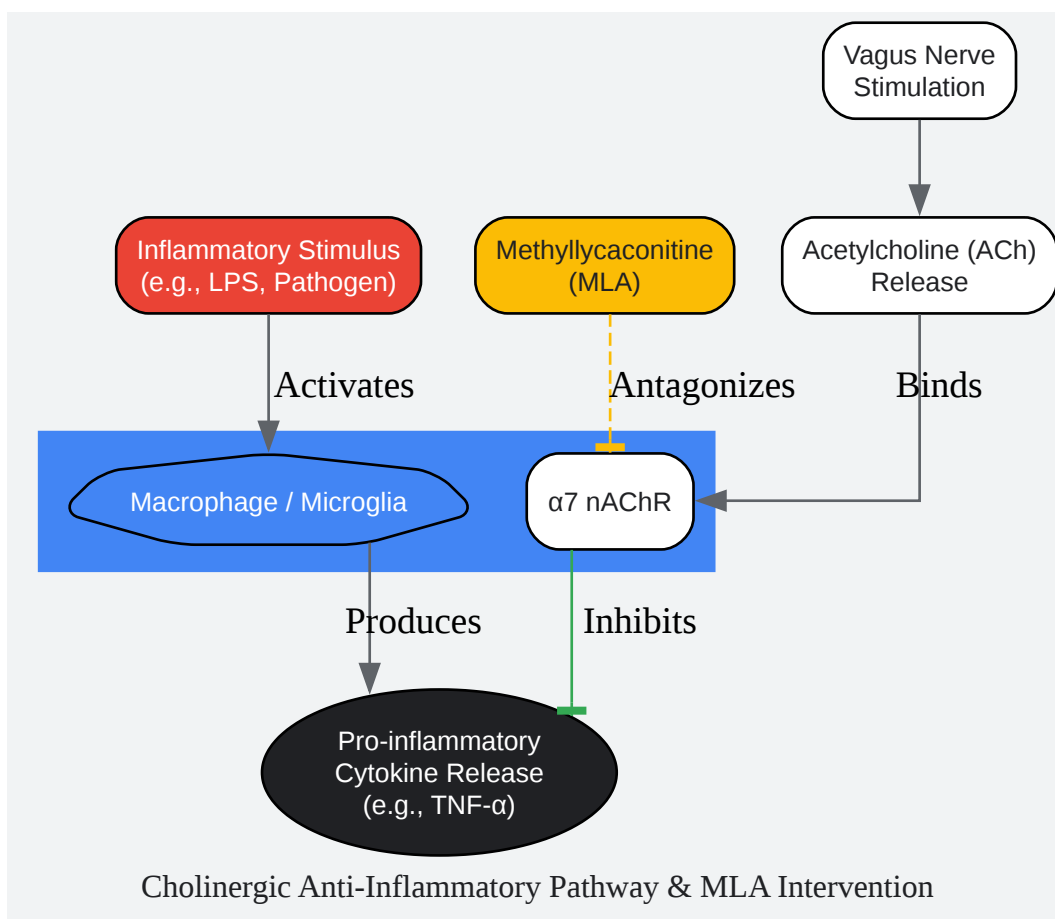 Vagus Nerve
Stimulation
Inflammatory Stimulus
(e.g., LPS, Pathogen)
Methyllycaconitine
(MLA)
Acetylcholine (ACh)
Release
Activates
Antagonizes
Binds
Macrophage / Microglia
α7 nAChR
Produces
Inhibits
Pro-inflammatory
Cytokine Release
(e.g., TNF-α)
Cholinergic Anti-Inflammatory Pathway & MLA Intervention